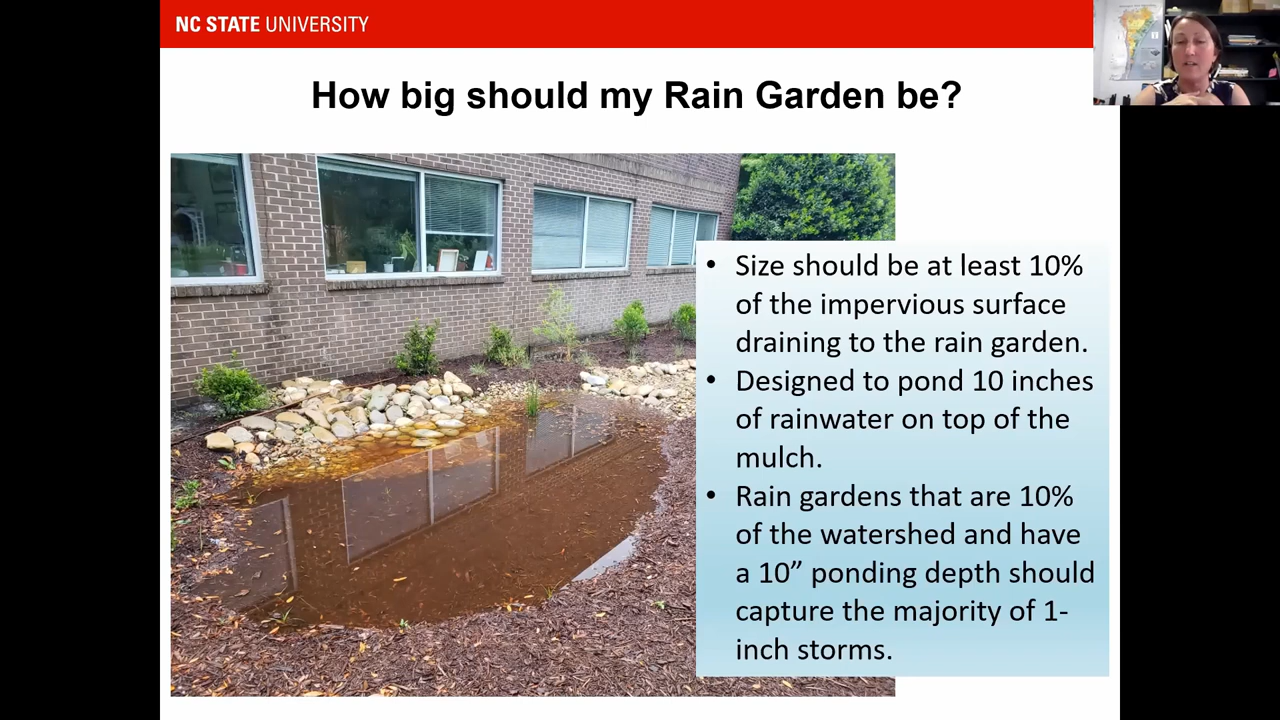 NC STATE UNIVERSITY
How big should my Rain Garden be?
• Size should be at least 10%
of the impervious surface
draining to the rain garden.
• Designed to pond 10 inches
of rainwater on top of the
mulch.
• Rain gardens that are 10%
of the watershed and have
a 10” ponding depth should
capture the majority of 1-
inch storms.